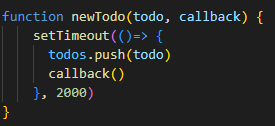 function newTodo(todo, callback) {
setTimeout(()=> {
todos.push(todo)
callback()
}, 2000)
}